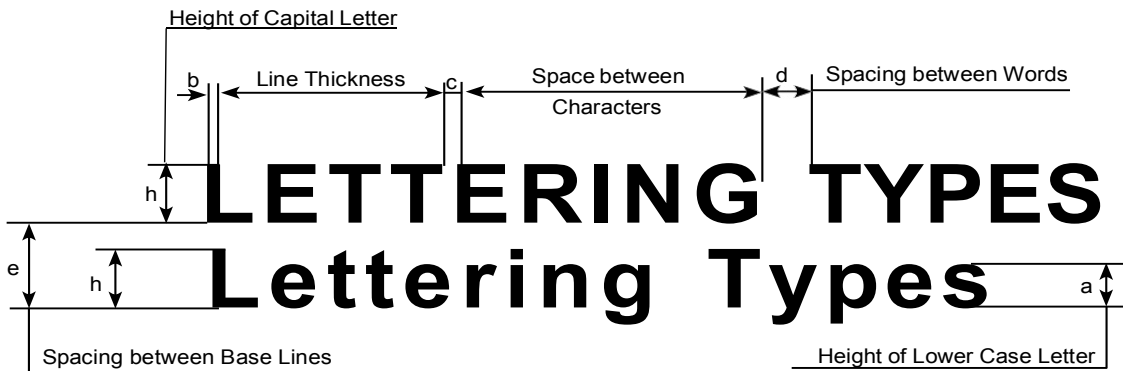 Height of Capital Letter
b Line Thickness c Space between d Spacing between Words
Characters
h LETTERING TYPES
e h Lettering Types a
Spacing between Base Lines Height of Lower Case Letter